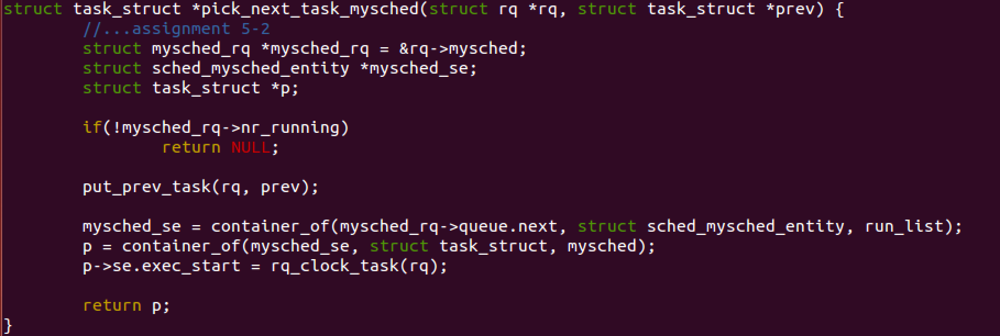 struct task_struct *pick_next_task_mysched(struct rq *rq, struct task_struct *prev) {
//...assignment 5-2
struct mysched_rq *mysched_rq = &rq->mysched;
struct sched_mysched_entity *mysched_se;
struct task_struct *p;
if(!mysched_rq->nr_running)
return NULL;
put_prev_task(rq, prev);
mysched_se = container_of(mysched_rq->queue.next, struct sched_mysched_entity, run_list);
p = container_of(mysched_se, struct task_struct, mysched);
p->se.exec_start = rq_clock_task(rq);
return p;
}